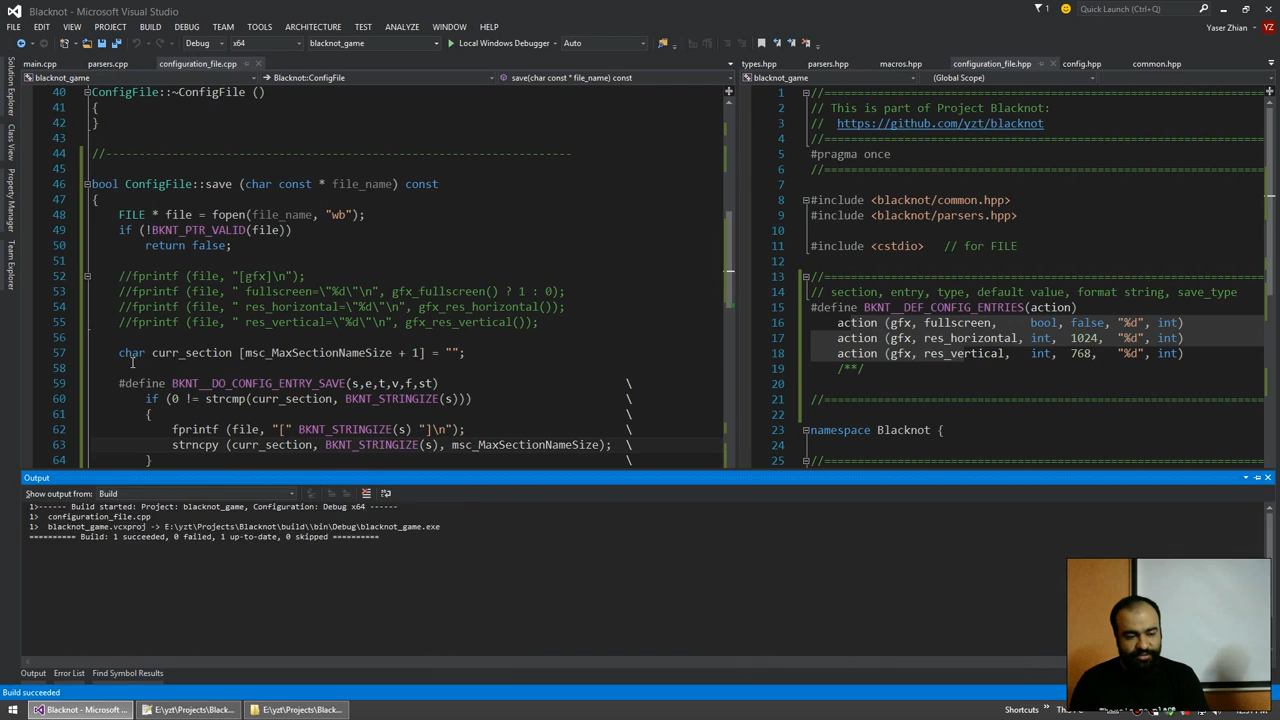 Blacknot - Microsoft Visual Studio
1
Quick Launch (Ctrl+Q)
FILE EDIT VIEW PROJECT BUILD DEBUG TEAM TOOLS ARCHITECTURE TEST ANALYZE WINDOW HELP
Yaser Zhian YZ
Debug x64 blacknot_game Local Windows Debugger Auto
main.cpp parsers.cpp configuration_file.cpp
types.hpp parsers.hpp macros.hpp configuration_file.hpp config.hpp common.hpp
blacknot_game Blacknot::ConfigFile save(char const * file_name) const
blacknot_game (Global Scope)
Solution Explorer
Class View
Property Manager
Team Explorer
40 ConfigFile::~ConfigFile ()
41 {
42 }
43
44 //----------------------------------------------------------------------
45
46 bool ConfigFile::save (char const * file_name) const
47 {
48 FILE * file = fopen(file_name, "wb");
49 if (!BKNT_PTR_VALID(file))
50 return false;
51
52 //fprintf (file, "[gfx]\n");
53 //fprintf (file, " fullscreen=\"%d\"\n", gfx_fullscreen() ? 1 : 0);
54 //fprintf (file, " res_horizontal=\"%d\"\n", gfx_res_horizontal());
55 //fprintf (file, " res_vertical=\"%d\"\n", gfx_res_vertical());
56
57 char curr_section [msc_MaxSectionNameSize + 1] = "";
58
59 #define BKNT__DO_CONFIG_ENTRY_SAVE(s,e,t,v,f,st) \
60 if (0 != strcmp(curr_section, BKNT_STRINGIZE(s))) \
61 { \
62 fprintf (file, "[" BKNT_STRINGIZE(s) "]\n"); \
63 strncpy (curr_section, BKNT_STRINGIZE(s), msc_MaxSectionNameSize); \
64 } \
1 //======================================================================
2 // This is part of Project Blacknot:
3 // https://github.com/yzt/blacknot
4 //======================================================================
5 #pragma once
6 //======================================================================
7
8 #include <blacknot/common.hpp>
9 #include <blacknot/parsers.hpp>
10
11 #include <cstdio> // for FILE
12
13 //======================================================================
14 // section, entry, type, default value, format string, save_type
15 #define BKNT__DEF_CONFIG_ENTRIES(action)
16 action (gfx, fullscreen, bool, false, "%d", int)
17 action (gfx, res_horizontal, int, 1024, "%d", int)
18 action (gfx, res_vertical, int, 768, "%d", int)
19 /**/
20
21 //======================================================================
22
23 namespace Blacknot {
24
25 //======================================================================
Output
Show output from: Build
1>------ Build started: Project: blacknot_game, Configuration: Debug x64 ------
1> configuration_file.cpp
1> blacknot_game.vcxproj -> E:\yzt\Projects\Blacknot\build\\bin\Debug\blacknot_game.exe
========== Build: 1 succeeded, 0 failed, 1 up-to-date, 0 skipped ==========
Output Error List Find Symbol Results
Build succeeded
Blacknot - Microsoft ... E:\yzt\Projects\Blackn... E:\yzt\Projects\Blackn...
Shortcuts